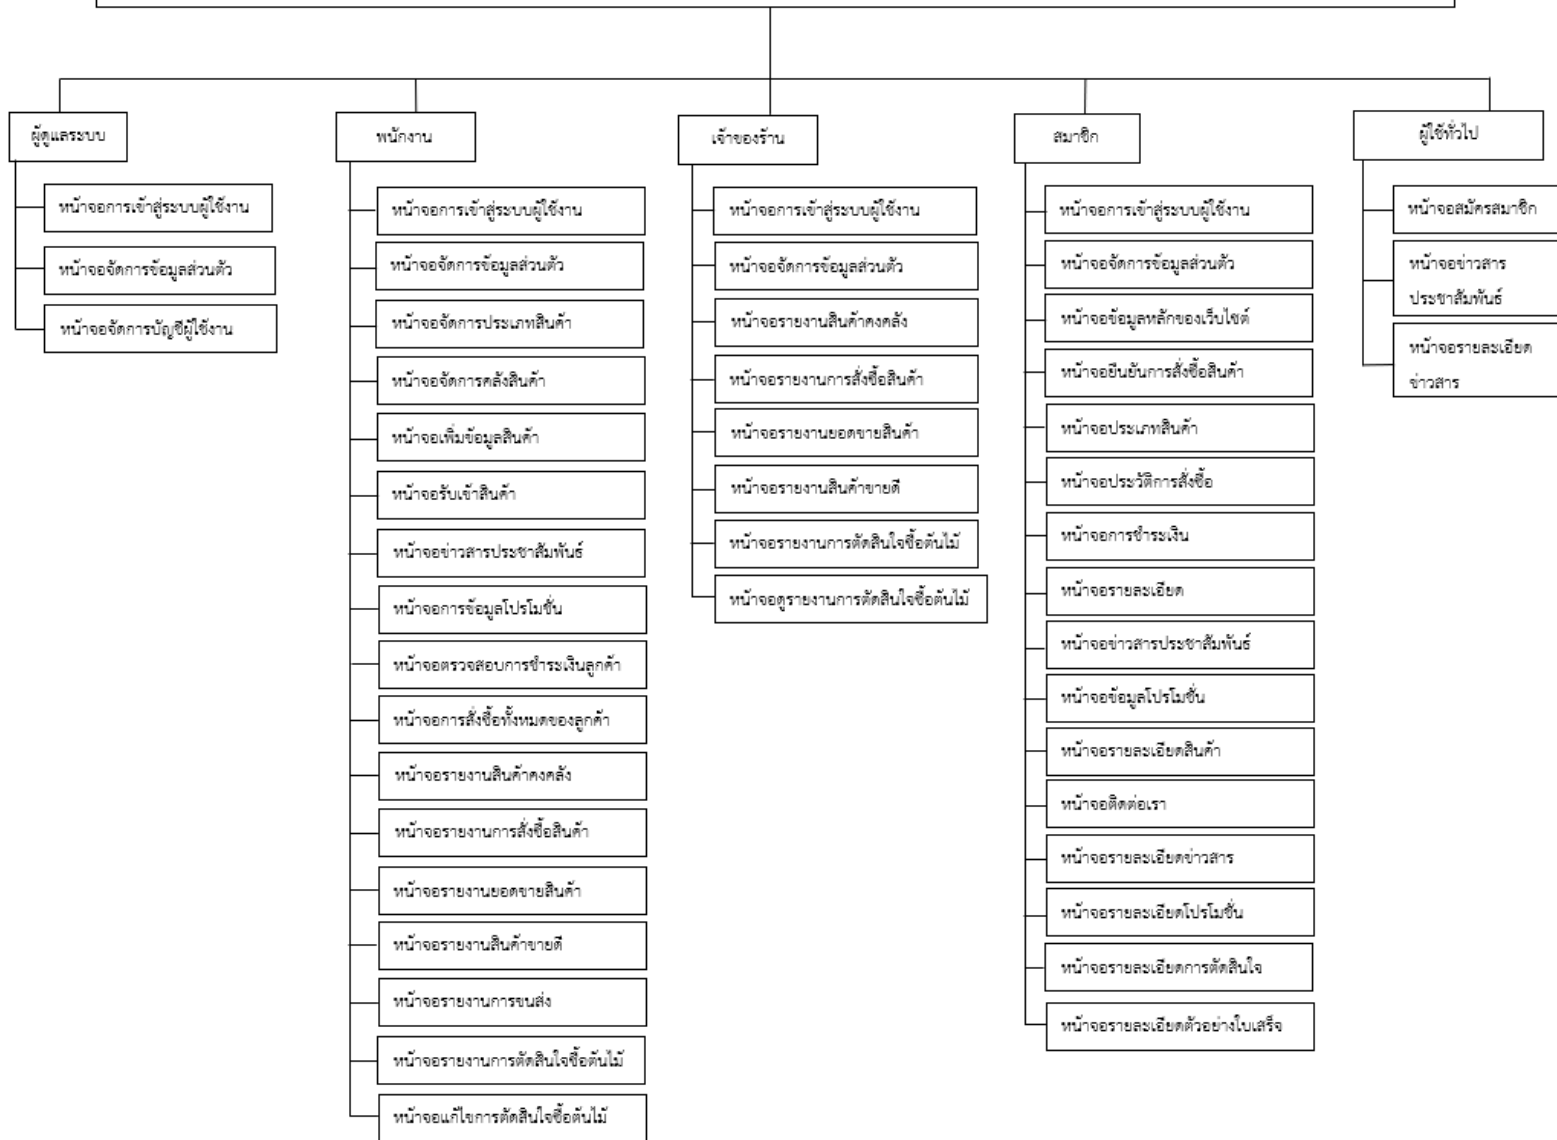 ผู้ดูแลระบบ
หน้าจอการเข้าสู่ระบบผู้ใช้งาน
หน้าจอจัดการข้อมูลส่วนตัว
หน้าจอจัดการบัญชีผู้ใช้งาน
พนักงาน
หน้าจอการเข้าสู่ระบบผู้ใช้งาน
หน้าจอจัดการข้อมูลส่วนตัว
หน้าจอจัดการประเภทสินค้า
หน้าจอจัดการคลังสินค้า
หน้าจอเพิ่มข้อมูลสินค้า
หน้าจอรับเข้าสินค้า
หน้าจอข่าวสารประชาสัมพันธ์
หน้าจอการข้อมูลโปรโมชั่น
หน้าจอตรวจสอบการชำระเงินลูกค้า
หน้าจอการสั่งซื้อทั้งหมดของลูกค้า
หน้าจอรายงานสินค้าคงคลัง
หน้าจอรายงานการสั่งซื้อสินค้า
หน้าจอรายงานยอดขายสินค้า
หน้าจอรายงานสินค้าขายดี
หน้าจอรายงานการขนส่ง
หน้าจอรายงานการตัดสินใจซื้อต้นไม้
หน้าจอแก้ไขการตัดสินใจซื้อต้นไม้
เจ้าของร้าน
หน้าจอการเข้าสู่ระบบผู้ใช้งาน
หน้าจอจัดการข้อมูลส่วนตัว
หน้าจอรายงานสินค้าคงคลัง
หน้าจอรายงานการสั่งซื้อสินค้า
หน้าจอรายงานยอดขายสินค้า
หน้าจอรายงานสินค้าขายดี
หน้าจอรายงานการตัดสินใจซื้อต้นไม้
หน้าจอดูรายงานการตัดสินใจซื้อต้นไม้
สมาชิก
หน้าจอการเข้าสู่ระบบผู้ใช้งาน
หน้าจอจัดการข้อมูลส่วนตัว
หน้าจอข้อมูลหลักของเว็บไซต์
หน้าจอยืนยันการสั่งซื้อสินค้า
หน้าจอประเภทสินค้า
หน้าจอประวัติการสั่งซื้อ
หน้าจอการชำระเงิน
หน้าจอรายละเอียด
หน้าจอข่าวสารประชาสัมพันธ์
หน้าจอข้อมูลโปรโมชั่น
หน้าจอรายละเอียดสินค้า
หน้าจอติดต่อเรา
หน้าจอรายละเอียดข่าวสาร
หน้าจอรายละเอียดโปรโมชั่น
หน้าจอรายละเอียดการตัดสินใจ
หน้าจอรายละเอียดตัวอย่างใบเสร็จ
ผู้ใช้ทั่วไป
หน้าจอสมัครสมาชิก
หน้าจอข่าวสาร
ประชาสัมพันธ์
หน้าจอรายละเอียด
ข่าวสาร